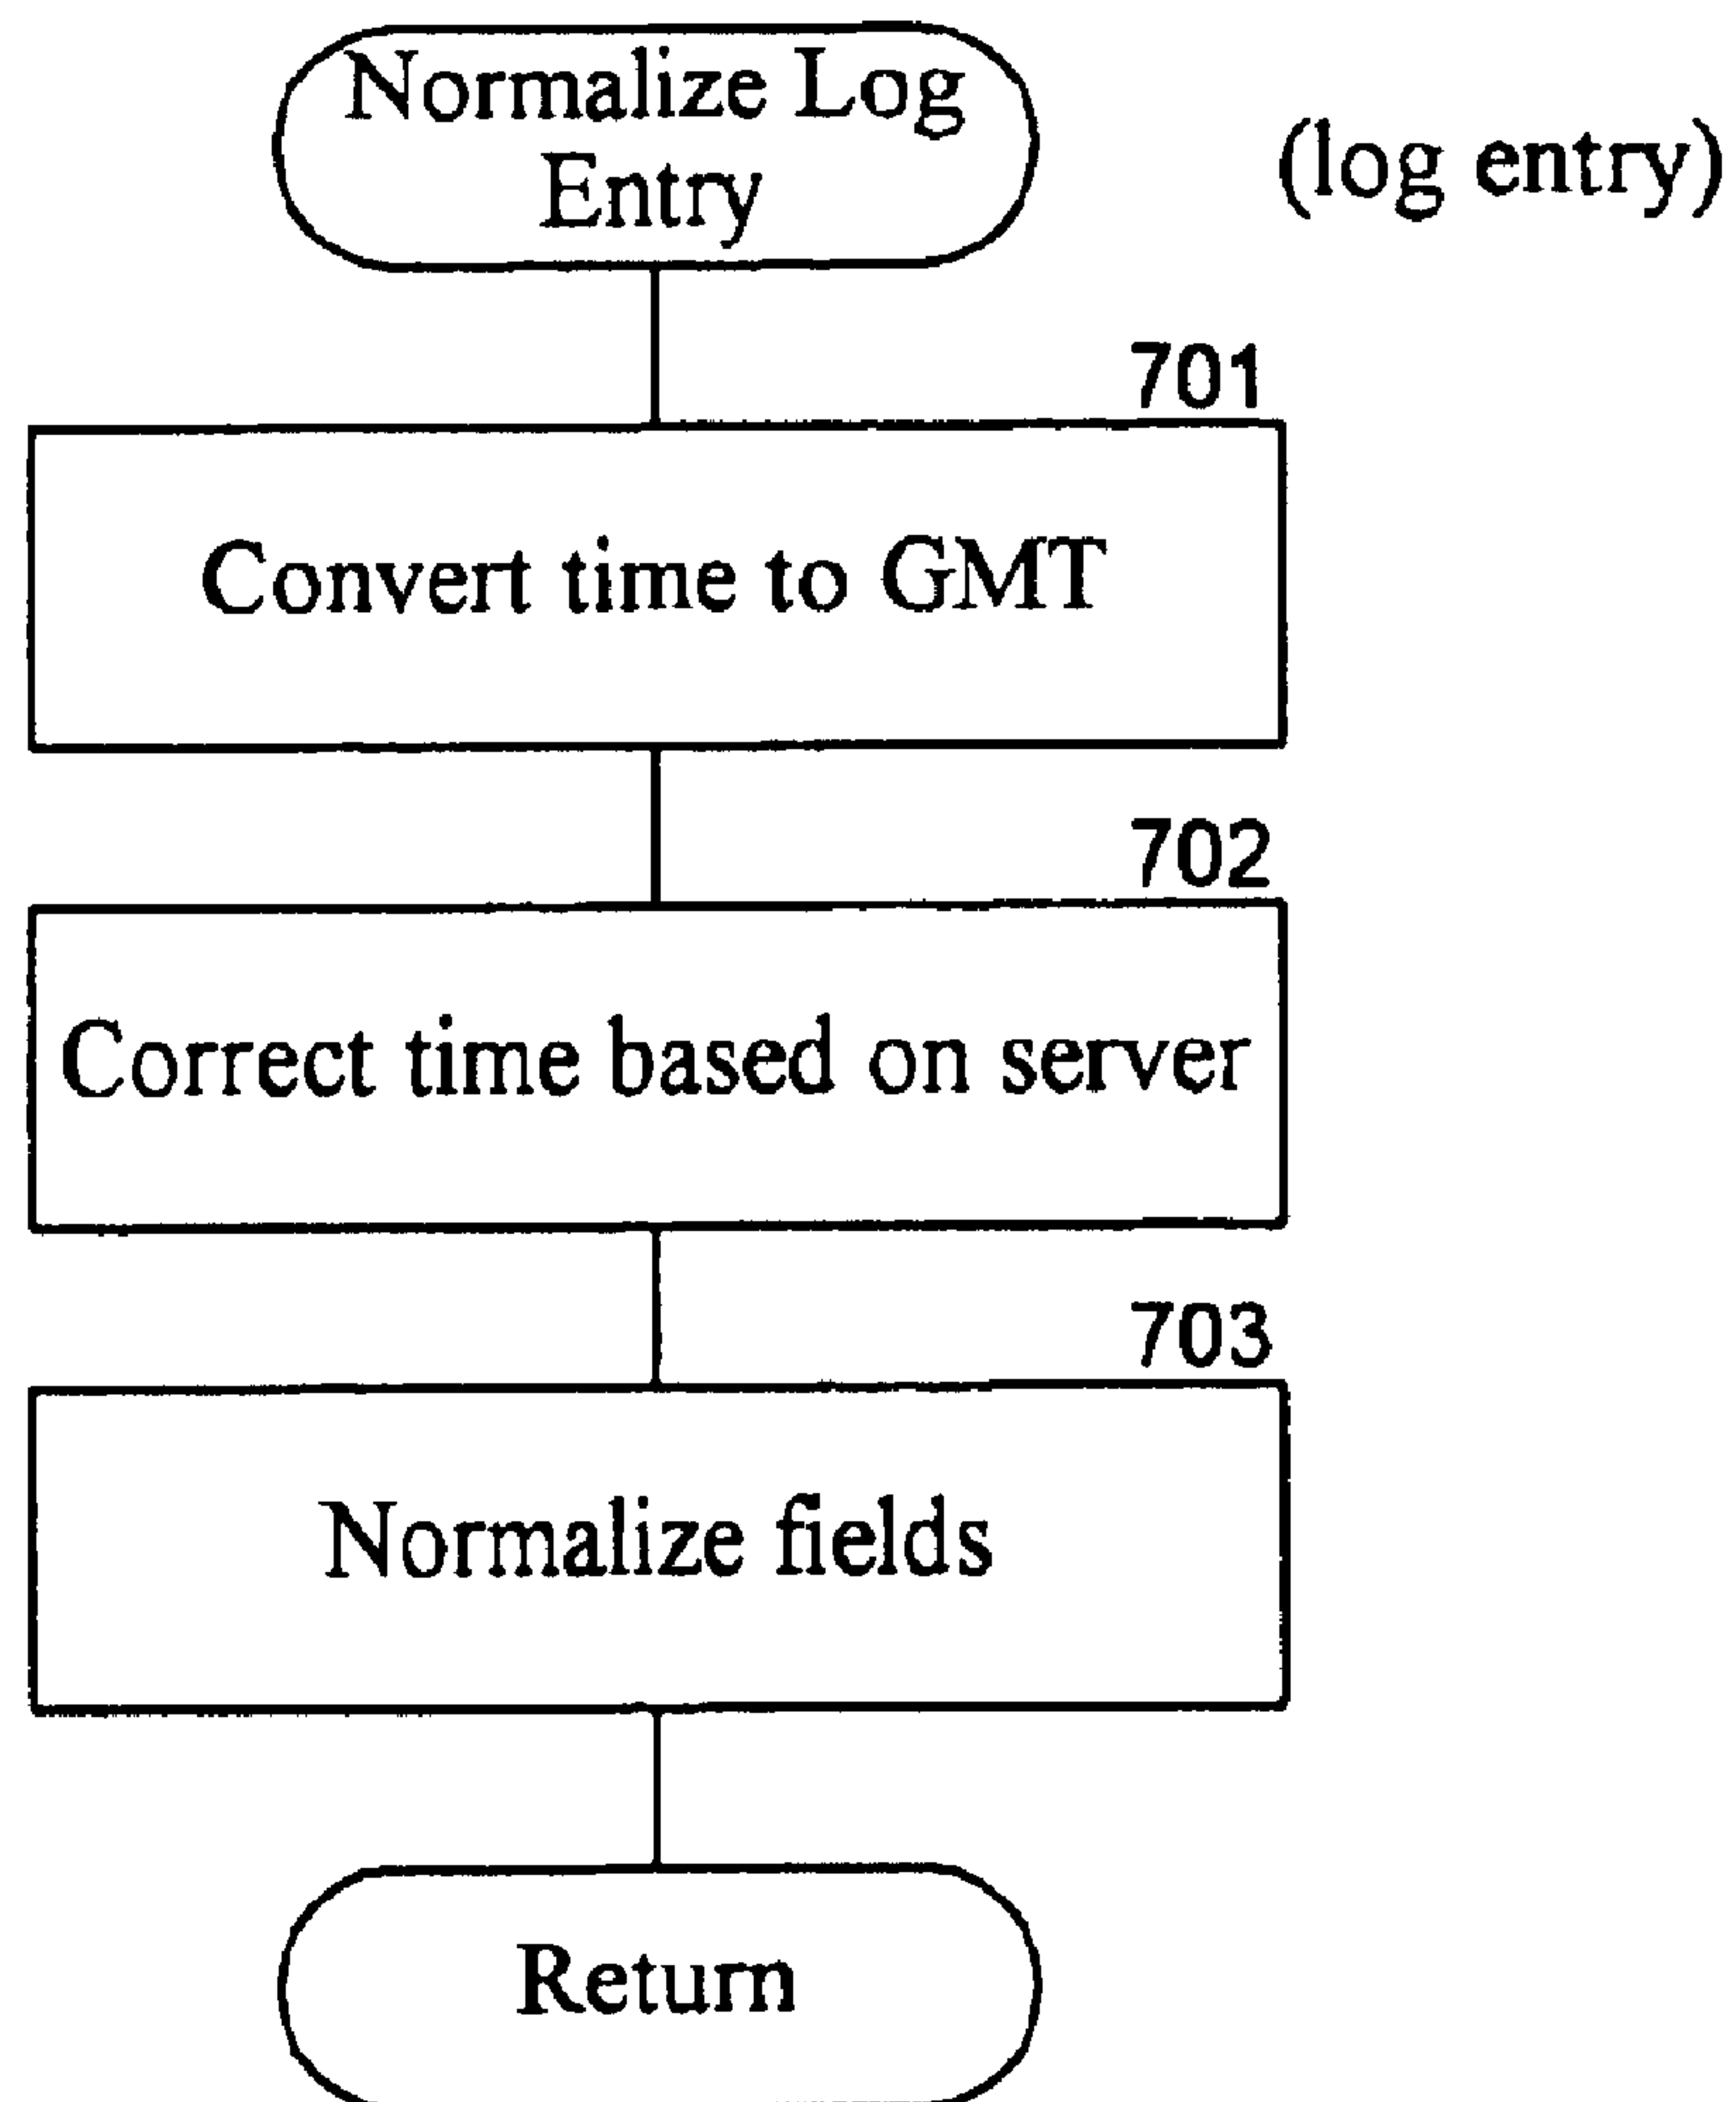 Normalize Log
Entry
(log entry)
701
Convert time to GMT
702
Correct time based on server
703
Normalize fields
Return